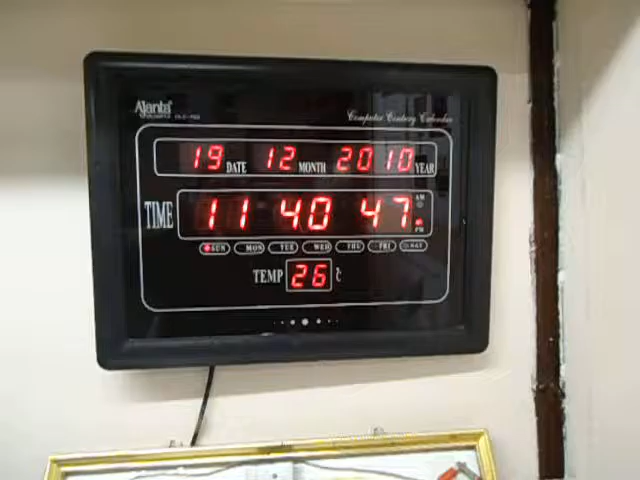 Ajanta
Computer Century Calendar
19 DATE 12 MONTH 2010 YEAR
TIME 11 40 47 AM PM
SUN MON TUE WED THU FRI SAT
TEMP 26 °C